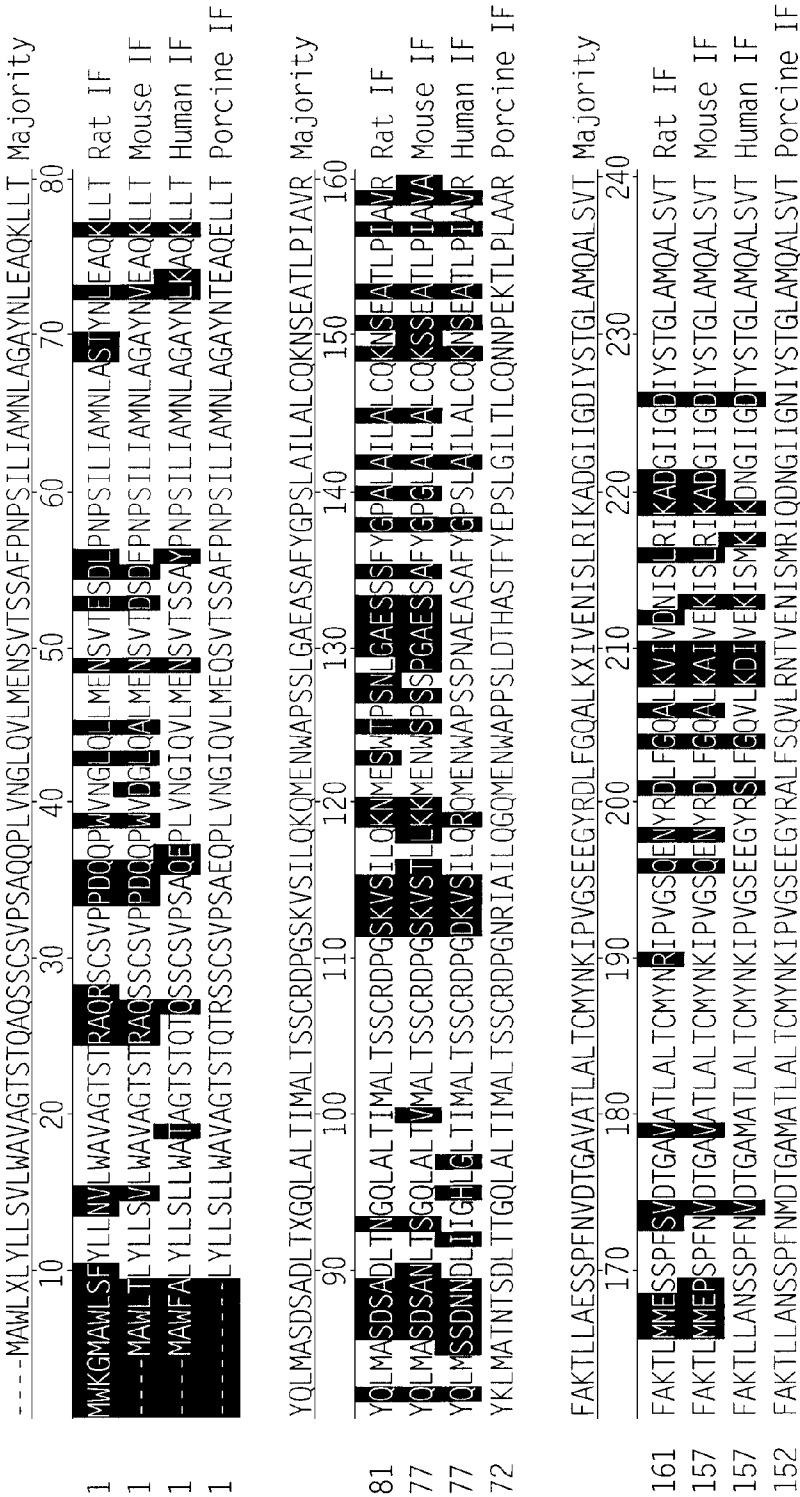 ----MAWLXLYLLSVLWAVAGTSTQAQSSCSVPSAQQPLVNGLQVLMENSVTSSAFPNPSILIAMNLAGAYNLEAQKLLT Majority
10 20 30 40 50 60 70 80
1 MWKGMAWLSFYLLNVLWAVAGTSTRAQRSCSVPPDQQPWVNGLQLLMENSVTESDLPNPSILIAMNLASTYNLEAQKLLT Rat IF
1 ----MAWLTLYLLSVLWAVAGTSTRAQSSCSVPPDQQPWVDGLQALMENSVTDSDFPNPSILIAMNLAGAYNVEAQKLLT Mouse IF
1 ----MAWFALYLLSLLWATAGTSTQTQSSCSVPSAQEPLVNGIQVLMENSVTSSAYPNPSILIAMNLAGAYNLKAQKLLT Human IF
1 ---------LYLLSLLWAVAGTSTQTRSSCSVPSAEQPLVNGIQVLMEQSVTSSAFPNPSILIAMNLAGAYNTEAQELLT Porcine IF
YQLMASDSADLTXGQLALTIMALTSSCRDPGSKVSILQKQMENWAPSSLGAEASAFYGPSLAILALCQKNSEATLPIAVR Majority
90 100 110 120 130 140 150 160
81 YQLMASDSADLTNGQLALTIMALTSSCRDPGSKVSILQKNMESWTPSNLGAESSSFYGPALAILALCQKNSEATLPIAVR Rat IF
77 YQLMASDSANLTSGQLALTVMALTSSCRDPGSKVSTLLKKMENWSPSSPGAESSAFYGPGLAILALCQKSSEATLPIAVA Mouse IF
77 YQLMSSDNNDLIIGHLGLTIMALTSSCRDPGDKVSILQRQMENWAPSSPNAEASAFYGPSLAILALCQKNSEATLPIAVR Human IF
72 YKLMATNTSDLTTGQLALTIMALTSSCRDPGNRIAILQGQMENWAPPSLDTHASTFYEPSLGILTLCQNNPEKTLPLAAR Porcine IF
FAKTLLAESSPFNVDTGAVATLALTCMYNKIPVGSEEGYRDLFGQALKXIVENISLRIKADGIIGDIYSTGLAMQALSVT Majority
170 180 190 200 210 220 230 240
161 FAKTLMMESSPFSVDTGAVATLALTCMYNRIPVGSQENYRDLFGQALKVIVDNISLRIKADGIIGDIYSTGLAMQALSVT Rat IF
157 FAKTLMMEPSPFNVDTGAVATLALTCMYNKIPVGSQENYRDLFGQALKAIVEKISLRIKADGIIGDIYSTGLAMQALSVT Mouse IF
157 FAKTLLANSSPFNVDTGAMATLALTCMYNKIPVGSEEGYRSLFGQVLKDIVEKISMKIKDNGIIGDTYSTGLAMQALSVT Human IF
152 FAKTLLANSSPFNMDTGAMATLALTCMYNKIPVGSEEGYRALFSQVLRNTVENISMRIQDNGIIGNIYSTGLAMQALSVT Porcine IF